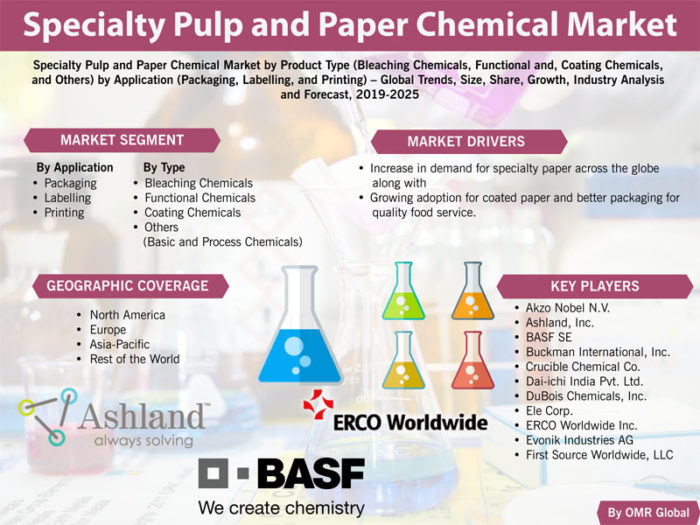 Specialty Pulp and Paper Chemical Market
Specialty Pulp and Paper Chemical Market by Product Type (Bleaching Chemicals, Functional and, Coating Chemicals,
and Others) by Application (Packaging, Labelling, and Printing) – Global Trends, Size, Share, Growth, Industry Analysis
and Forecast, 2019-2025
MARKET SEGMENT
By Application
• Packaging
• Labelling
• Printing
By Type
• Bleaching Chemicals
• Functional Chemicals
• Coating Chemicals
• Others
(Basic and Process Chemicals)
MARKET DRIVERS
• Increase in demand for specialty paper across the globe
along with
• Growing adoption for coated paper and better packaging for
quality food service.
GEOGRAPHIC COVERAGE
• North America
• Europe
• Asia-Pacific
• Rest of the World
KEY PLAYERS
• Akzo Nobel N.V.
• Ashland, Inc.
• BASF SE
• Buckman International, Inc.
• Crucible Chemical Co.
• Dai-ichi India Pvt. Ltd.
• DuBois Chemicals, Inc.
• Ele Corp.
• ERCO Worldwide Inc.
• Evonik Industries AG
• First Source Worldwide, LLC
Ashland™
always solving
ERCO Worldwide
BASF
We create chemistry
By OMR Global